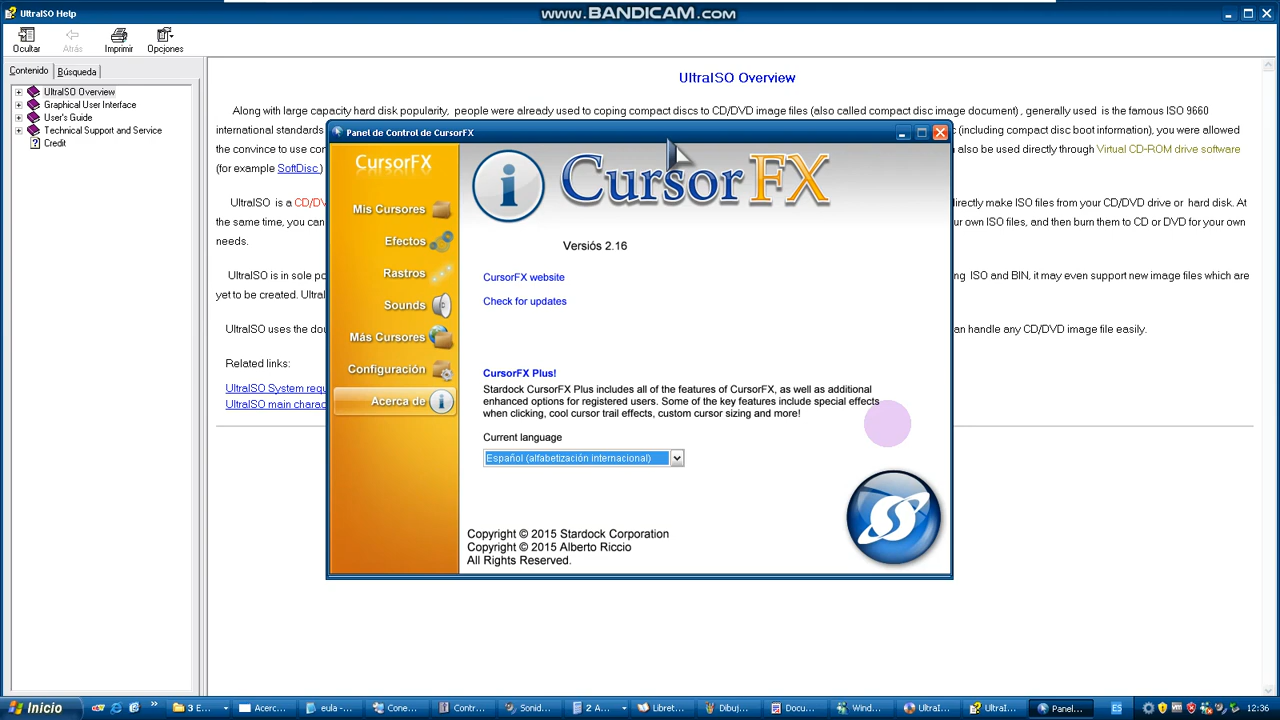 UltraISO Help
www.BANDICAM.com
Ocultar
Atrás
Imprimir
Opciones
Contenido
Búsqueda
UltraISO Overview
Graphical User Interface
User's Guide
Technical Support and Service
Credit
UltraISO Overview
Along with large capacity hard disk popularity, people were already used to coping compact discs to CD/DVD image files (also called compact disc image document) , generally used is the famous ISO 9660
international standards
(including compact disc boot information), you were allowed
the convince to use con
also be used directly through Virtual CD-ROM drive software
(for example SoftDisc )
UltraISO is a CD/DV
directly make ISO files from your CD/DVD drive or hard disk. At
the same time, you can
own ISO files, and then burn them to CD or DVD for your own
needs.
UltraISO is in sole po
ing ISO and BIN, it may even support new image files which are
yet to be created. Ultra
UltraISO uses the dou
an handle any CD/DVD image file easily.
Related links:
UltraISO System requ
UltraISO main charac
Panel de Control de CursorFX
CursorFX
Mis Cursores
Efectos
Rastros
Sounds
Más Cursores
Configuración
Acerca de
CursorFX
Versiós 2.16
CursorFX website
Check for updates
CursorFX Plus!
Stardock CursorFX Plus includes all of the features of CursorFX, as well as additional
enhanced options for registered users. Some of the key features include special effects
when clicking, cool cursor trail effects, custom cursor sizing and more!
Current language
Español (alfabetización internacional)
Copyright © 2015 Stardock Corporation
Copyright © 2015 Alberto Riccio
All Rights Reserved.
Inicio
3 E...
Acerc...
eula -...
Cone...
Contr...
Sonid...
2 A...
Libret...
Dibuj...
Docu...
Wind...
UltraI...
UltraI...
Panel...
ES
12:36